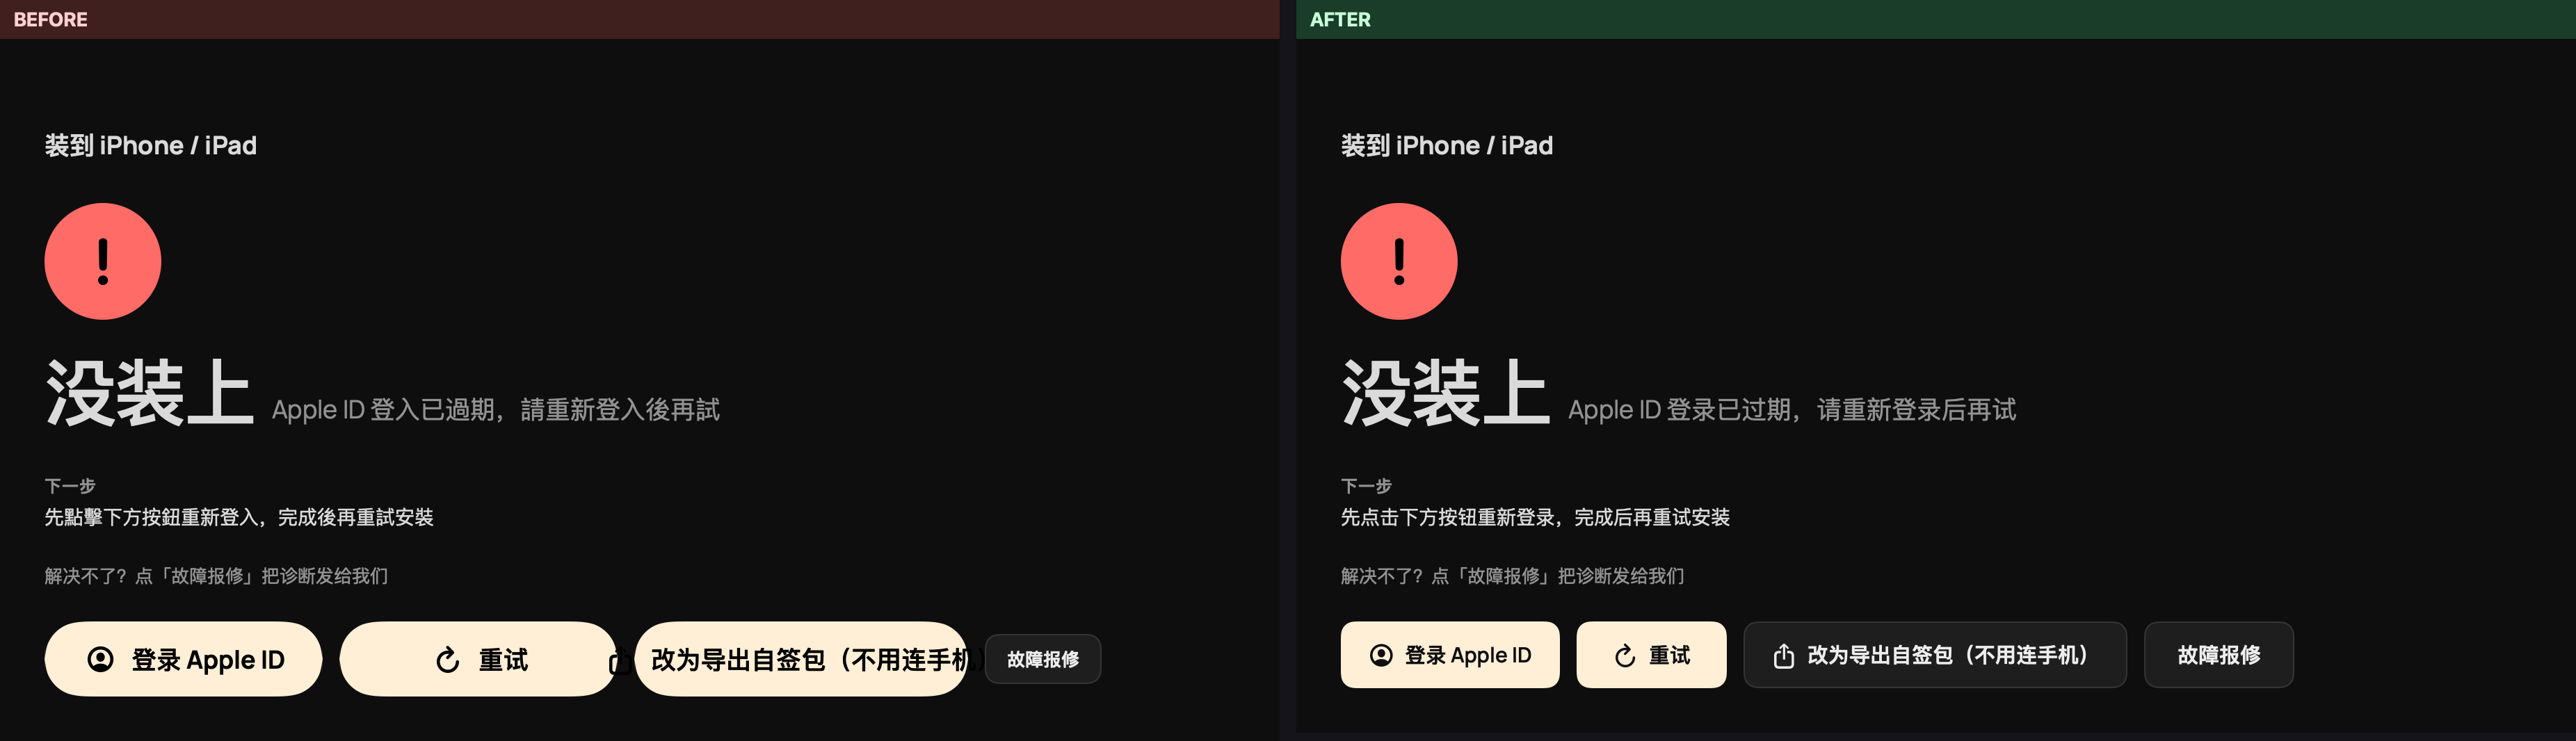 BEFORE
装到 iPhone / iPad
没装上 Apple ID 登入已過期，請重新登入後再試
下一步
先點擊下方按鈕重新登入，完成後再重試安裝
解决不了？点「故障报修」把诊断发给我们
登录 Apple ID
重试
改为导出自签包（不用连手机）
故障报修
AFTER
装到 iPhone / iPad
没装上 Apple ID 登录已过期，请重新登录后再试
下一步
先点击下方按钮重新登录，完成后再重试安装
解决不了？点「故障报修」把诊断发给我们
登录 Apple ID
重试
改为导出自签包（不用连手机）
故障报修